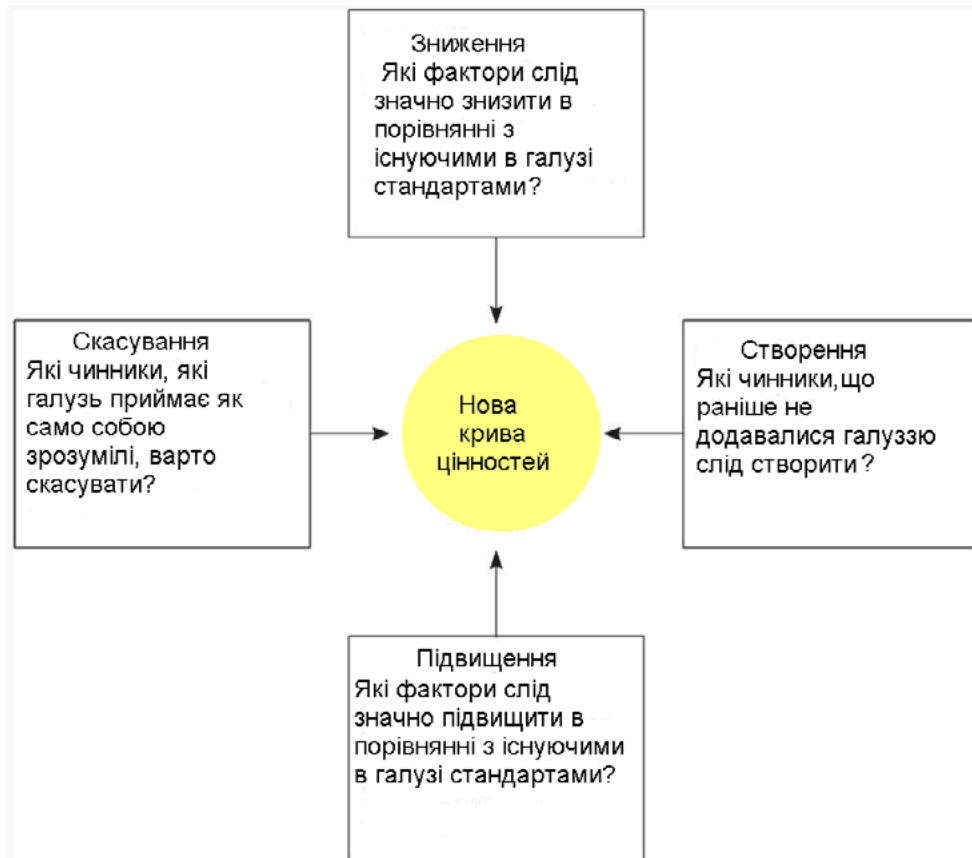 Зниження
Які фактори слід
значно знизити в
порівнянні з
існуючими в галузі
стандартами?
Скасування
Які чинники, які
галузь приймає як
само собою
зрозумілі, варто
скасувати?
Нова
крива
цінностей
Створення
Які чинники,що
раніше не
додавалися галуззю
слід створити?
Підвищення
Які фактори слід
значно підвищити в
порівнянні з існуючими
в галузі стандартами?